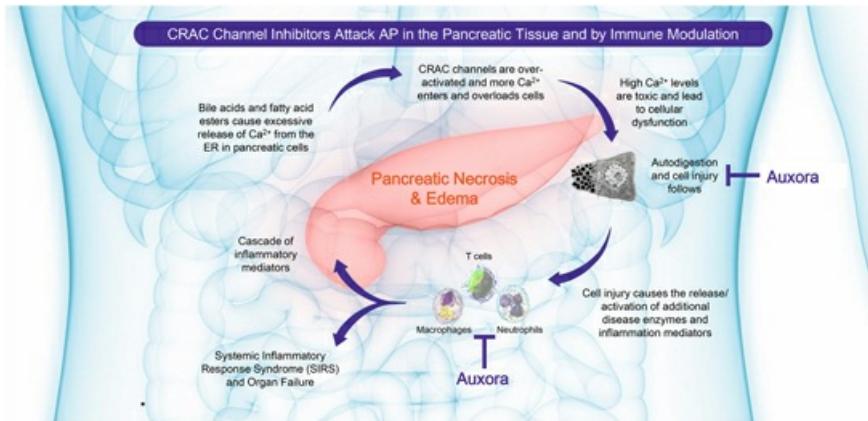 CRAC Channel Inhibitors Attack AP in the Pancreatic Tissue and by Immune Modulation
CRAC channels are over-
activated and more Ca²⁺
enters and overloads cells
High Ca²⁺ levels
are toxic and lead
to cellular
dysfunction
Bile acids and fatty acid
esters cause excessive
release of Ca²⁺ from the
ER in pancreatic cells
Pancreatic Necrosis
& Edema
Autodigestion
and cell injury
follows
Auxora
Cascade of
inflammatory
mediators
T cells
Macrophages
Neutrophils
Cell injury causes the release/
activation of additional
disease enzymes and
inflammation mediators
Systemic Inflammatory
Response Syndrome (SIRS)
and Organ Failure
Auxora